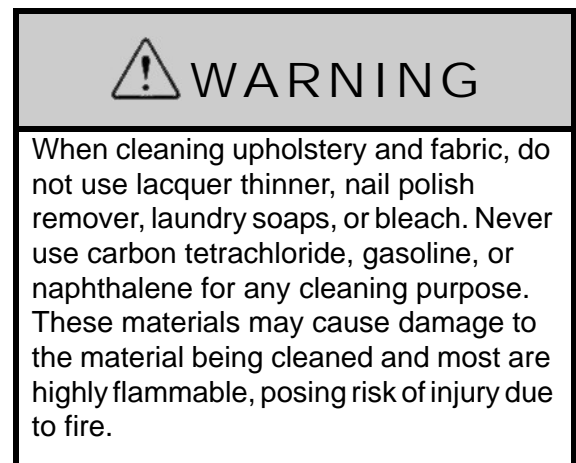 WARNING
When cleaning upholstery and fabric, do
not use lacquer thinner, nail polish
remover, laundry soaps, or bleach. Never
use carbon tetrachloride, gasoline, or
naphthalene for any cleaning purpose.
These materials may cause damage to
the material being cleaned and most are
highly flammable, posing risk of injury due
to fire.